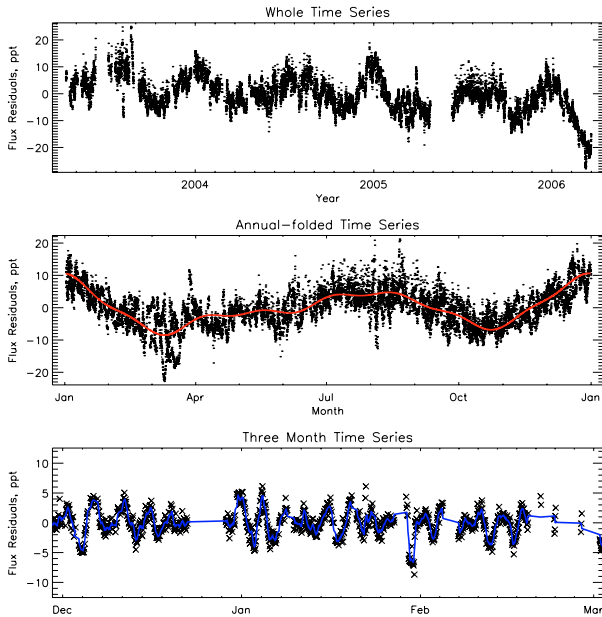 Whole Time Series
20
10
0
-10
-20
Flux Residuals, ppt
2004
2005
2006
Year
Annual-folded Time Series
20
10
0
-10
-20
Flux Residuals, ppt
Jan
Apr
Jul
Oct
Jan
Month
Three Month Time Series
10
5
0
-5
-10
Flux Residuals, ppt
Dec
Jan
Feb
Mar